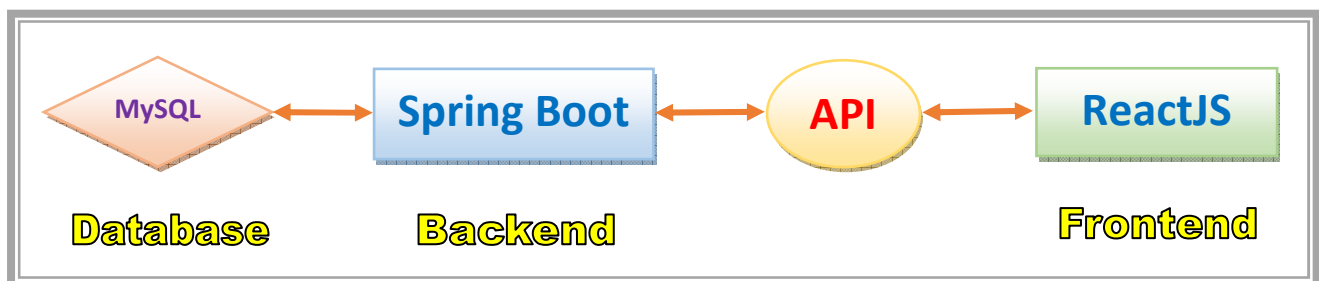 MySQL
Spring Boot
API
ReactJS
Database
Backend
Frontend